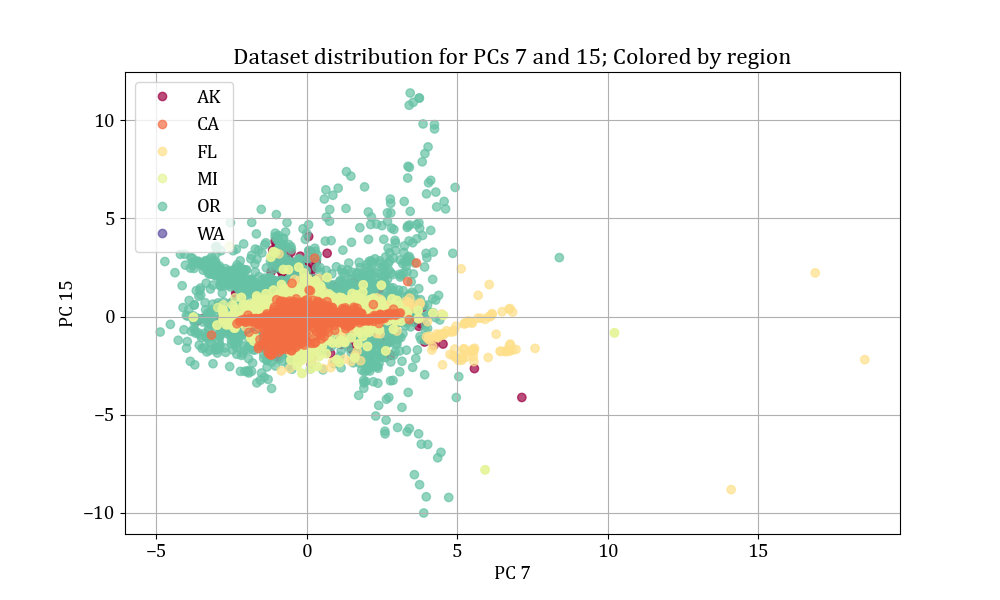 Dataset distribution for PCs 7 and 15; Colored by region
AK
CA
FL
MI
OR
WA
10
5
0
−5
−10
PC 15
−5
0
5
10
15
PC 7